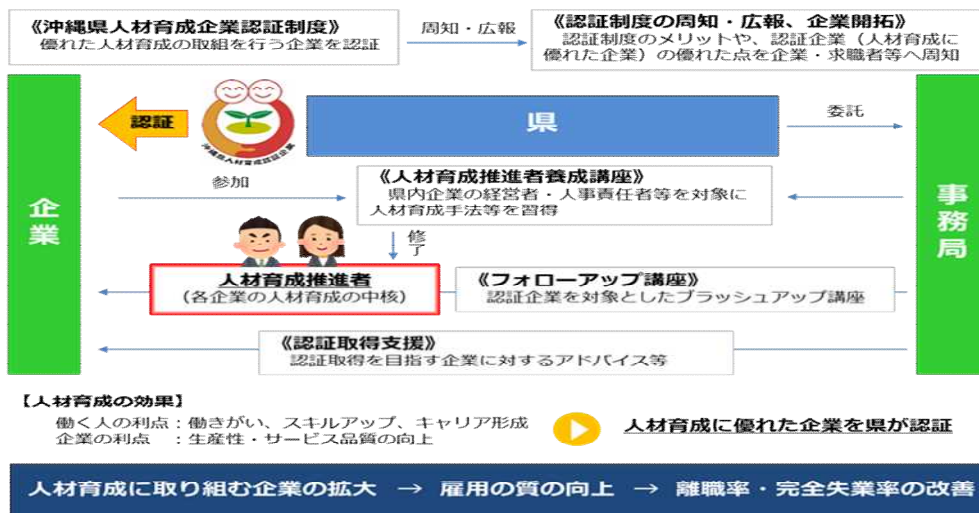 《沖縄県人材育成企業認証制度》
優れた人材育成の取組を行う企業を認証
周知・広報
《認証制度の周知・広報、企業開拓》
認証制度のメリットや、認証企業（人材育成に
優れた企業）の優れた点を企業・求職者等へ周知
企業
認証
沖縄県人材育成認証企業
県
委託
事務局
参加
《人材育成推進者養成講座》
県内企業の経営者・人事責任者等を対象に
人材育成手法等を習得
修了
人材育成推進者
(各企業の人材育成の中核)
《フォローアップ講座》
認証企業を対象としたブラッシュアップ講座
《認証取得支援》
認証取得を目指す企業に対するアドバイス等
【人材育成の効果】
働く人の利点：働きがい、スキルアップ、キャリア形成
企業の利点　：生産性・サービス品質の向上
人材育成に優れた企業を県が認証
人材育成に取り組む企業の拡大　→　雇用の質の向上　→　離職率・完全失業率の改善